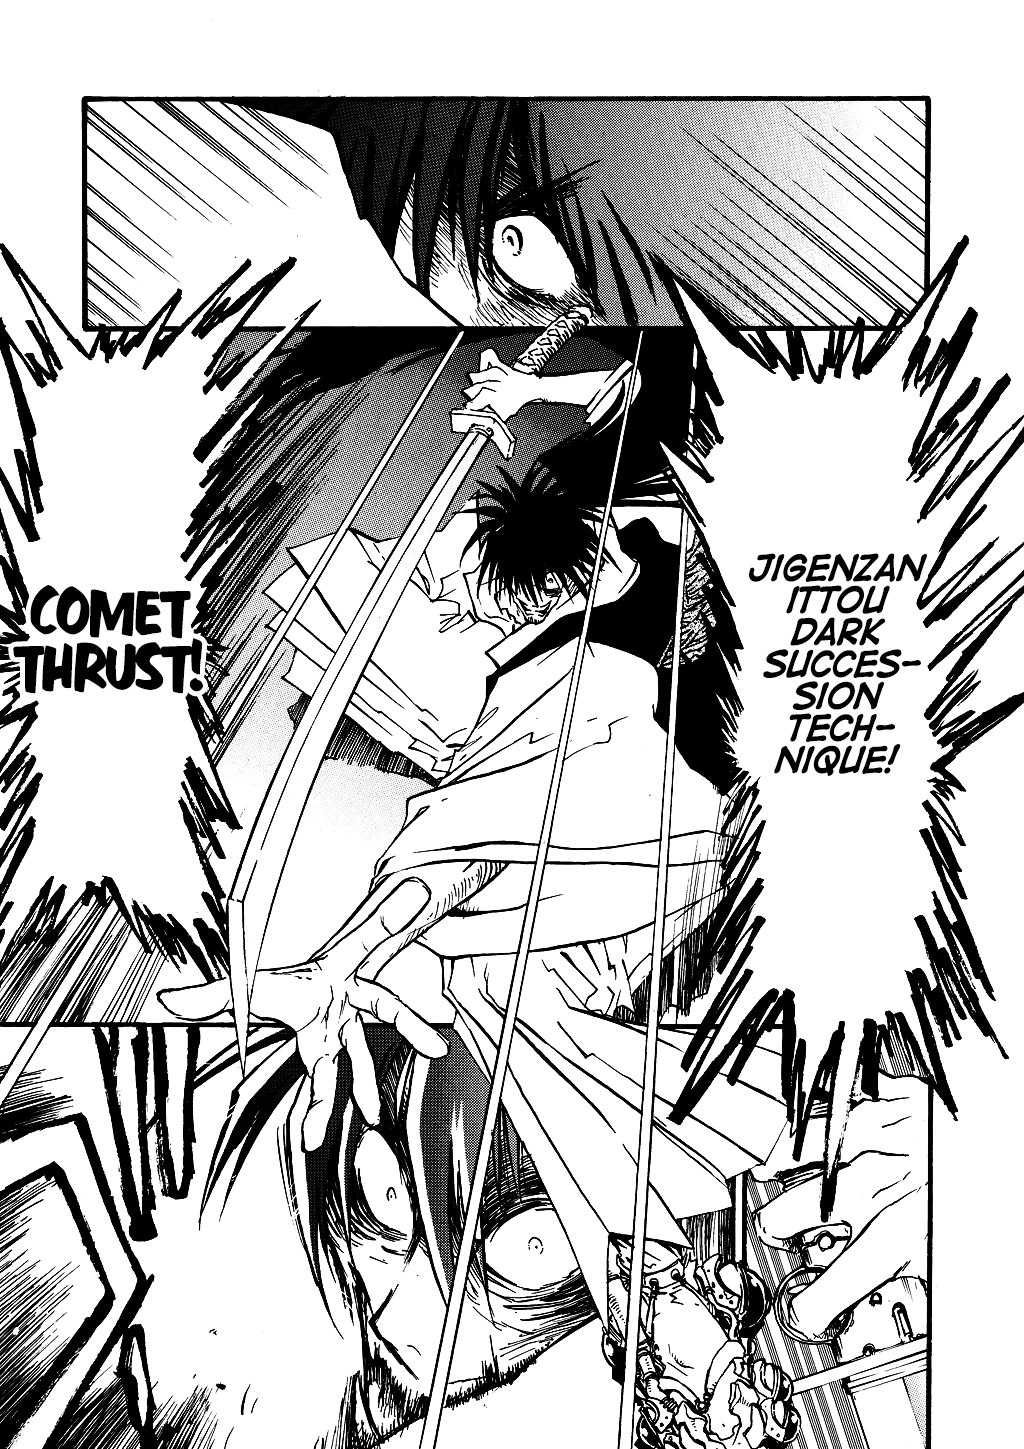 JIGENZAN
ITTOU
DARK
SUCCES-
SION
TECH-
NIQUE!
COMET
THRUST!